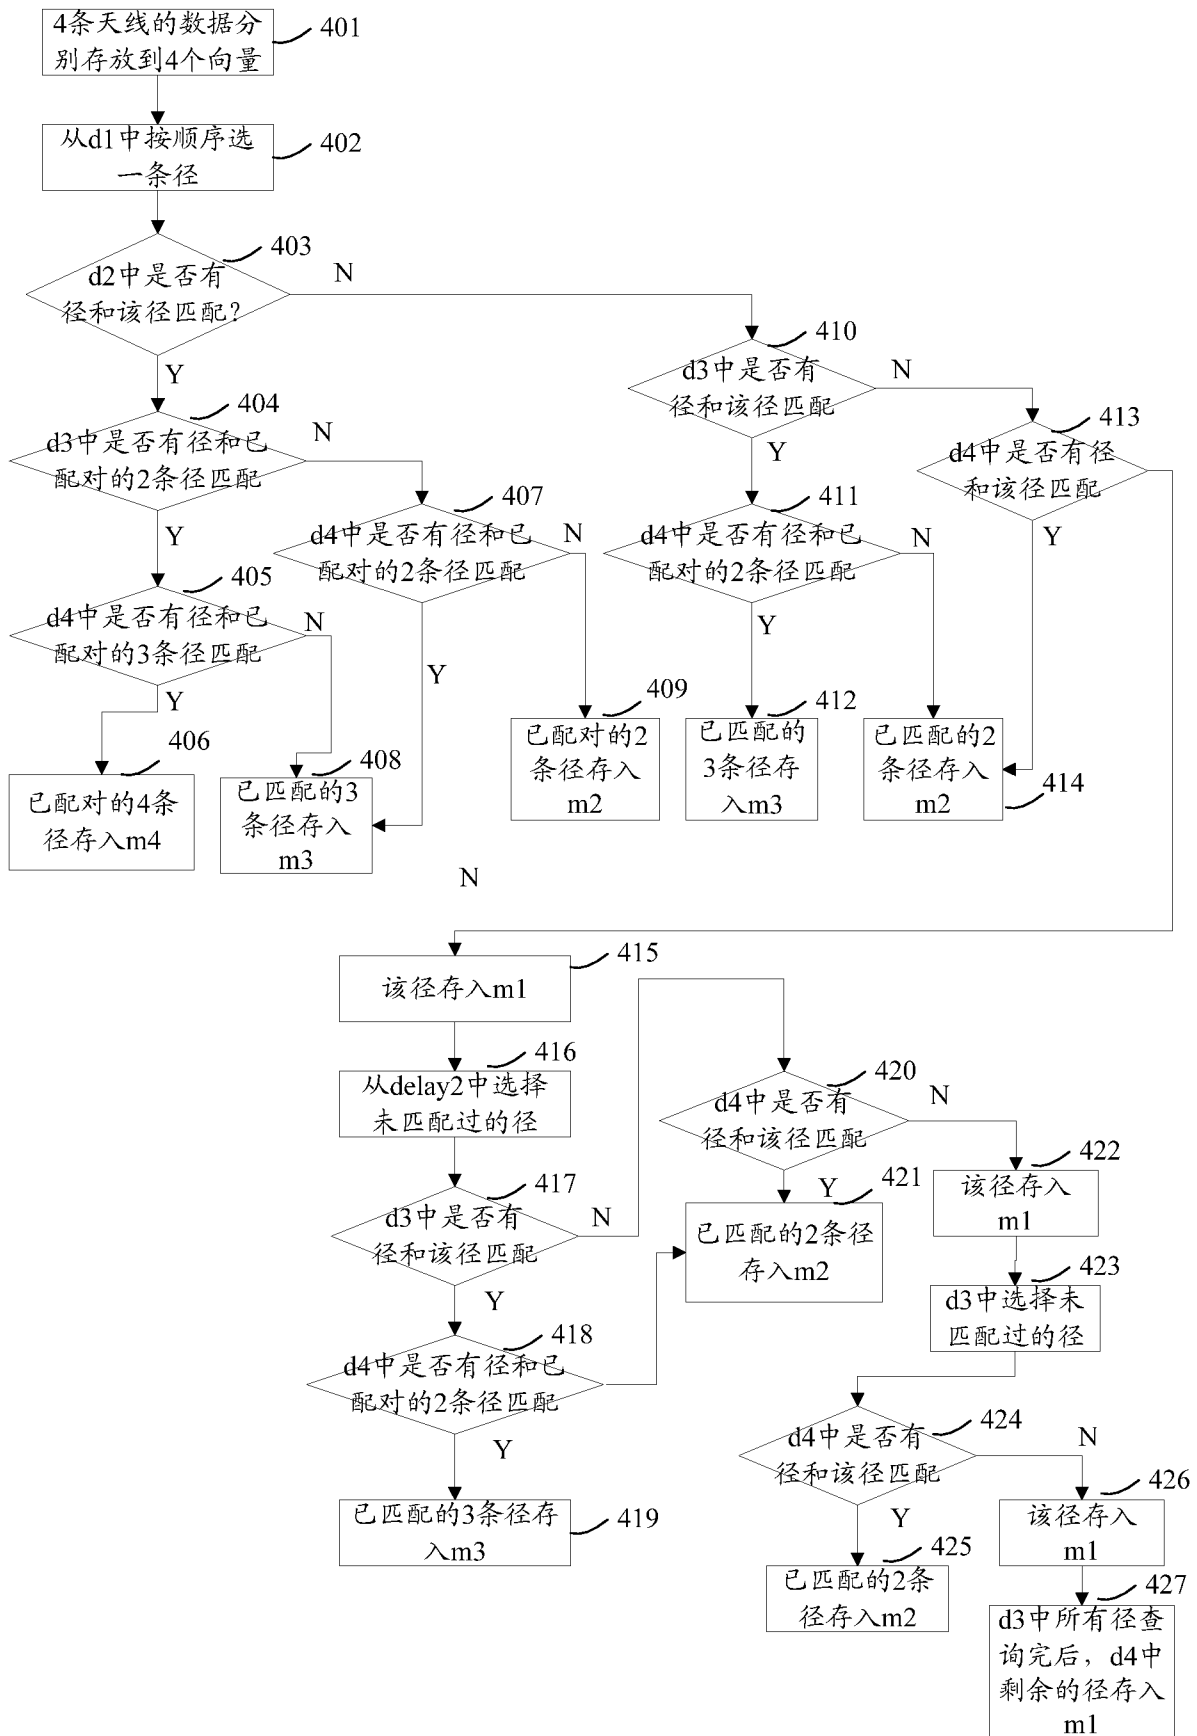 4条天线的数据分
别存放到4个向量
401
从d1中按顺序选
一条径
402
403
d2中是否有
径和该径匹配?
N
Y
410
d3中是否有
径和该径匹配
N
Y
404
d3中是否有径和已
配对的2条径匹配
N
Y
413
d4中是否有径
和该径匹配
Y
407
d4中是否有径和已
配对的2条径匹配
N
Y
411
d4中是否有径和已
配对的2条径匹配
N
Y
405
d4中是否有径和已
配对的3条径匹配
N
Y
406
已配对的4条
径存入m4
408
已匹配的3
条径存入
m3
409
已配对的2
条径存入
m2
412
已匹配的
3条径存
入m3
已匹配的2
条径存入
m2
414
N
415
该径存入m1
416
从delay2中选择
未匹配过的径
417
d3中是否有
径和该径匹配
N
Y
420
d4中是否有
径和该径匹配
N
Y
421
已匹配的2条径
存入m2
422
该径存入
m1
423
d3中选择未
匹配过的径
418
d4中是否有径和已
配对的2条径匹配
Y
419
已匹配的3条径存
入m3
424
d4中是否有
径和该径匹配
N
Y
425
已匹配的2条
径存入m2
426
该径存入
m1
427
d3中所有径查
询完后，d4中
剩余的径存入
m1